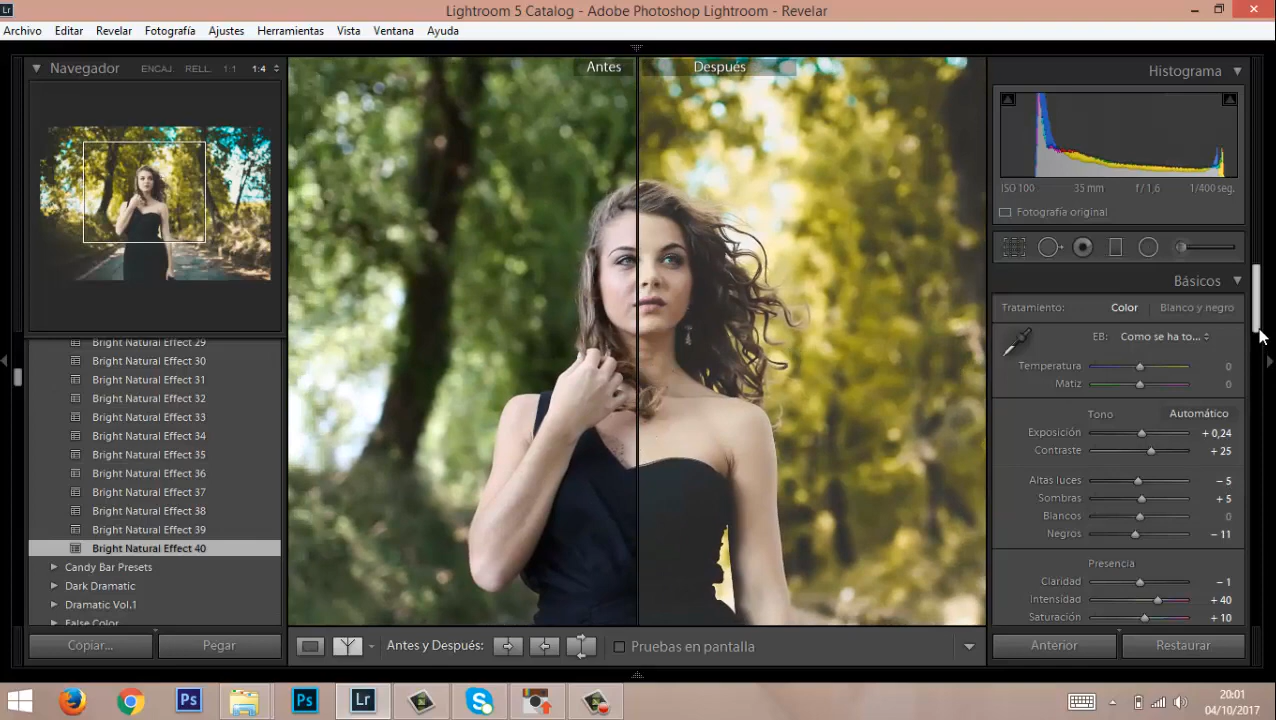 Lr
Lightroom 5 Catalog - Adobe Photoshop Lightroom - Revelar
Archivo Editar Revelar Fotografía Ajustes Herramientas Vista Ventana Ayuda
Navegador ENCAJ. RELL. 1:1 1:4
Bright Natural Effect 29
Bright Natural Effect 30
Bright Natural Effect 31
Bright Natural Effect 32
Bright Natural Effect 33
Bright Natural Effect 34
Bright Natural Effect 35
Bright Natural Effect 36
Bright Natural Effect 37
Bright Natural Effect 38
Bright Natural Effect 39
Bright Natural Effect 40
Candy Bar Presets
Dark Dramatic
Dramatic Vol.1
False Color
Copiar... Pegar
Antes Después
Antes y Después: Pruebas en pantalla
Histograma
ISO 100 35 mm f / 1,6 1/400 seg.
Fotografía original
Básicos
Tratamiento: Color Blanco y negro
EB: Como se ha to...
Temperatura 0
Matiz 0
Tono Automático
Exposición + 0,24
Contraste + 25
Altas luces – 5
Sombras + 5
Blancos 0
Negros – 11
Presencia
Claridad – 1
Intensidad + 40
Saturación + 10
Anterior Restaurar
Ps Ps Lr
20:01
04/10/2017